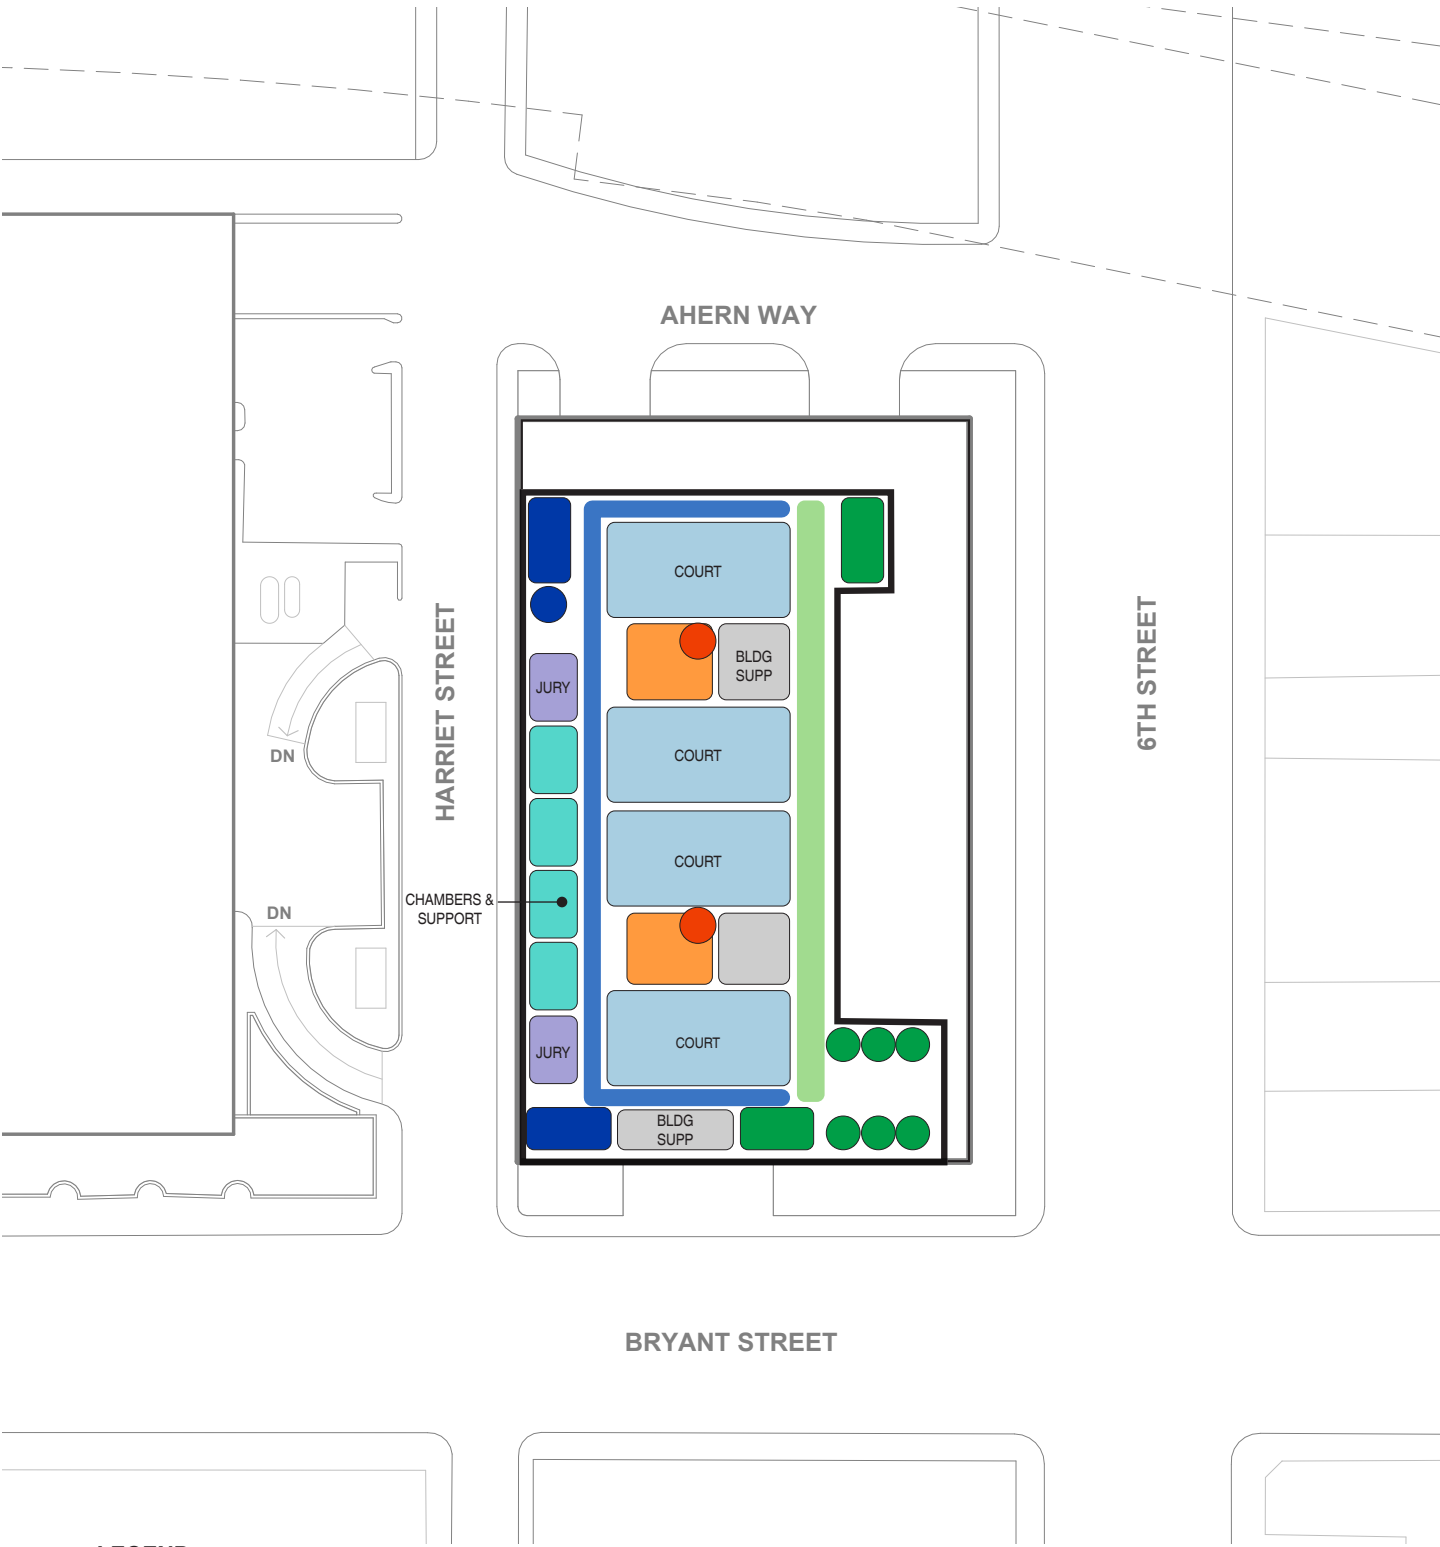 AHERN WAY
COURT
BLDG
SUPP
HARRIET STREET
6TH STREET
JURY
DN
COURT
COURT
CHAMBERS &
SUPPORT
DN
COURT
JURY
BLDG
SUPP
BRYANT STREET